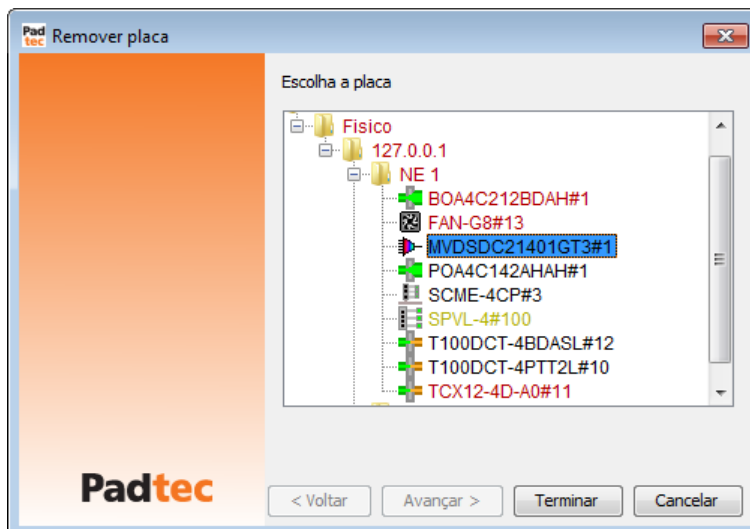 Pad
tec
Remover placa
Escolha a placa
Fisico
127.0.0.1
NE 1
BOA4C212BDAH#1
FAN-G8#13
MVDSDC21401GT3#1
POA4C142AHAH#1
SCME-4CP#3
SPVL-4#100
T100DCT-4BDASL#12
T100DCT-4PTT2L#10
TCX12-4D-A0#11
Padtec
< Voltar
Avançar >
Terminar
Cancelar